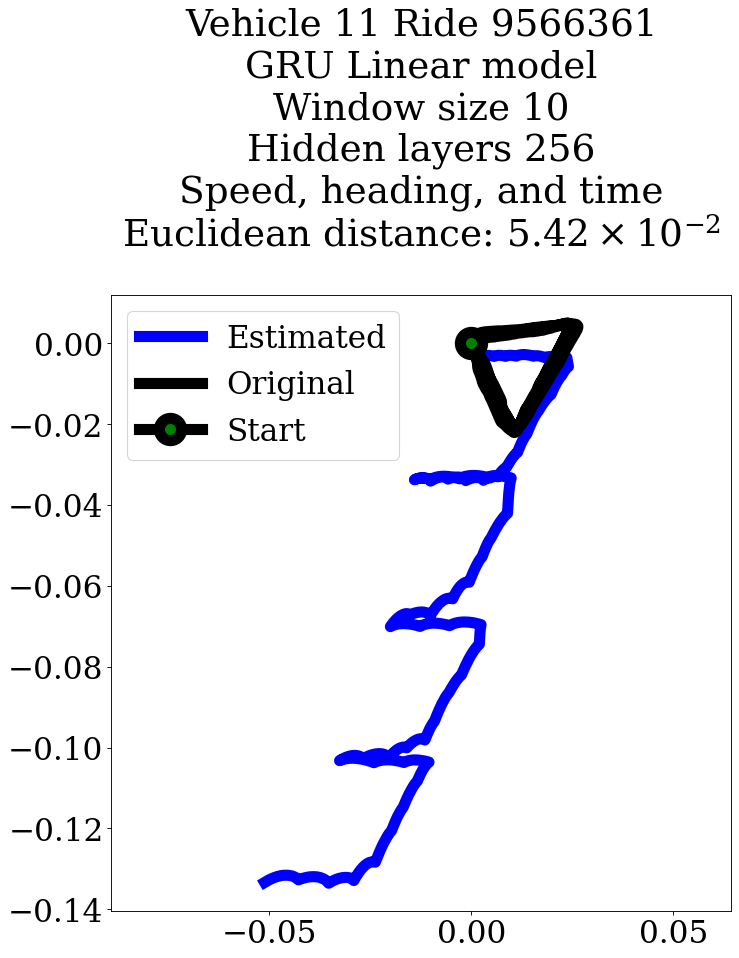 Vehicle 11 Ride 9566361
GRU Linear model
Window size 10
Hidden layers 256
Speed, heading, and time
Euclidean distance: 5.42 × 10⁻²
Estimated
Original
Start
0.00
−0.02
−0.04
−0.06
−0.08
−0.10
−0.12
−0.14
−0.05 0.00 0.05